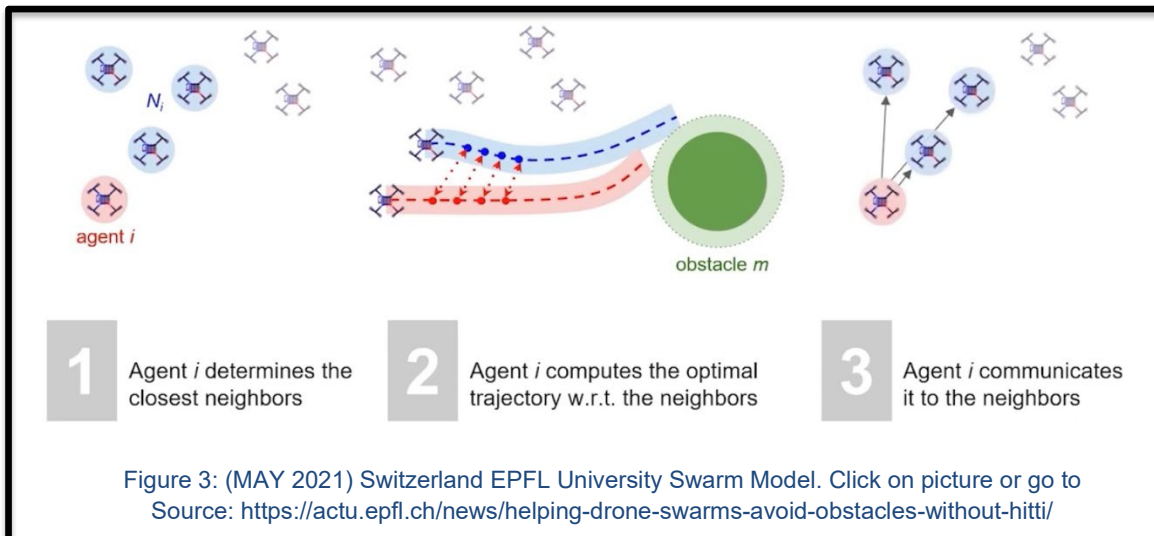 N_i
agent i
obstacle m
1
Agent i determines the
closest neighbors
2
Agent i computes the optimal
trajectory w.r.t. the neighbors
3
Agent i communicates
it to the neighbors
Figure 3: (MAY 2021) Switzerland EPFL University Swarm Model. Click on picture or go to
Source: https://actu.epfl.ch/news/helping-drone-swarms-avoid-obstacles-without-hitti/